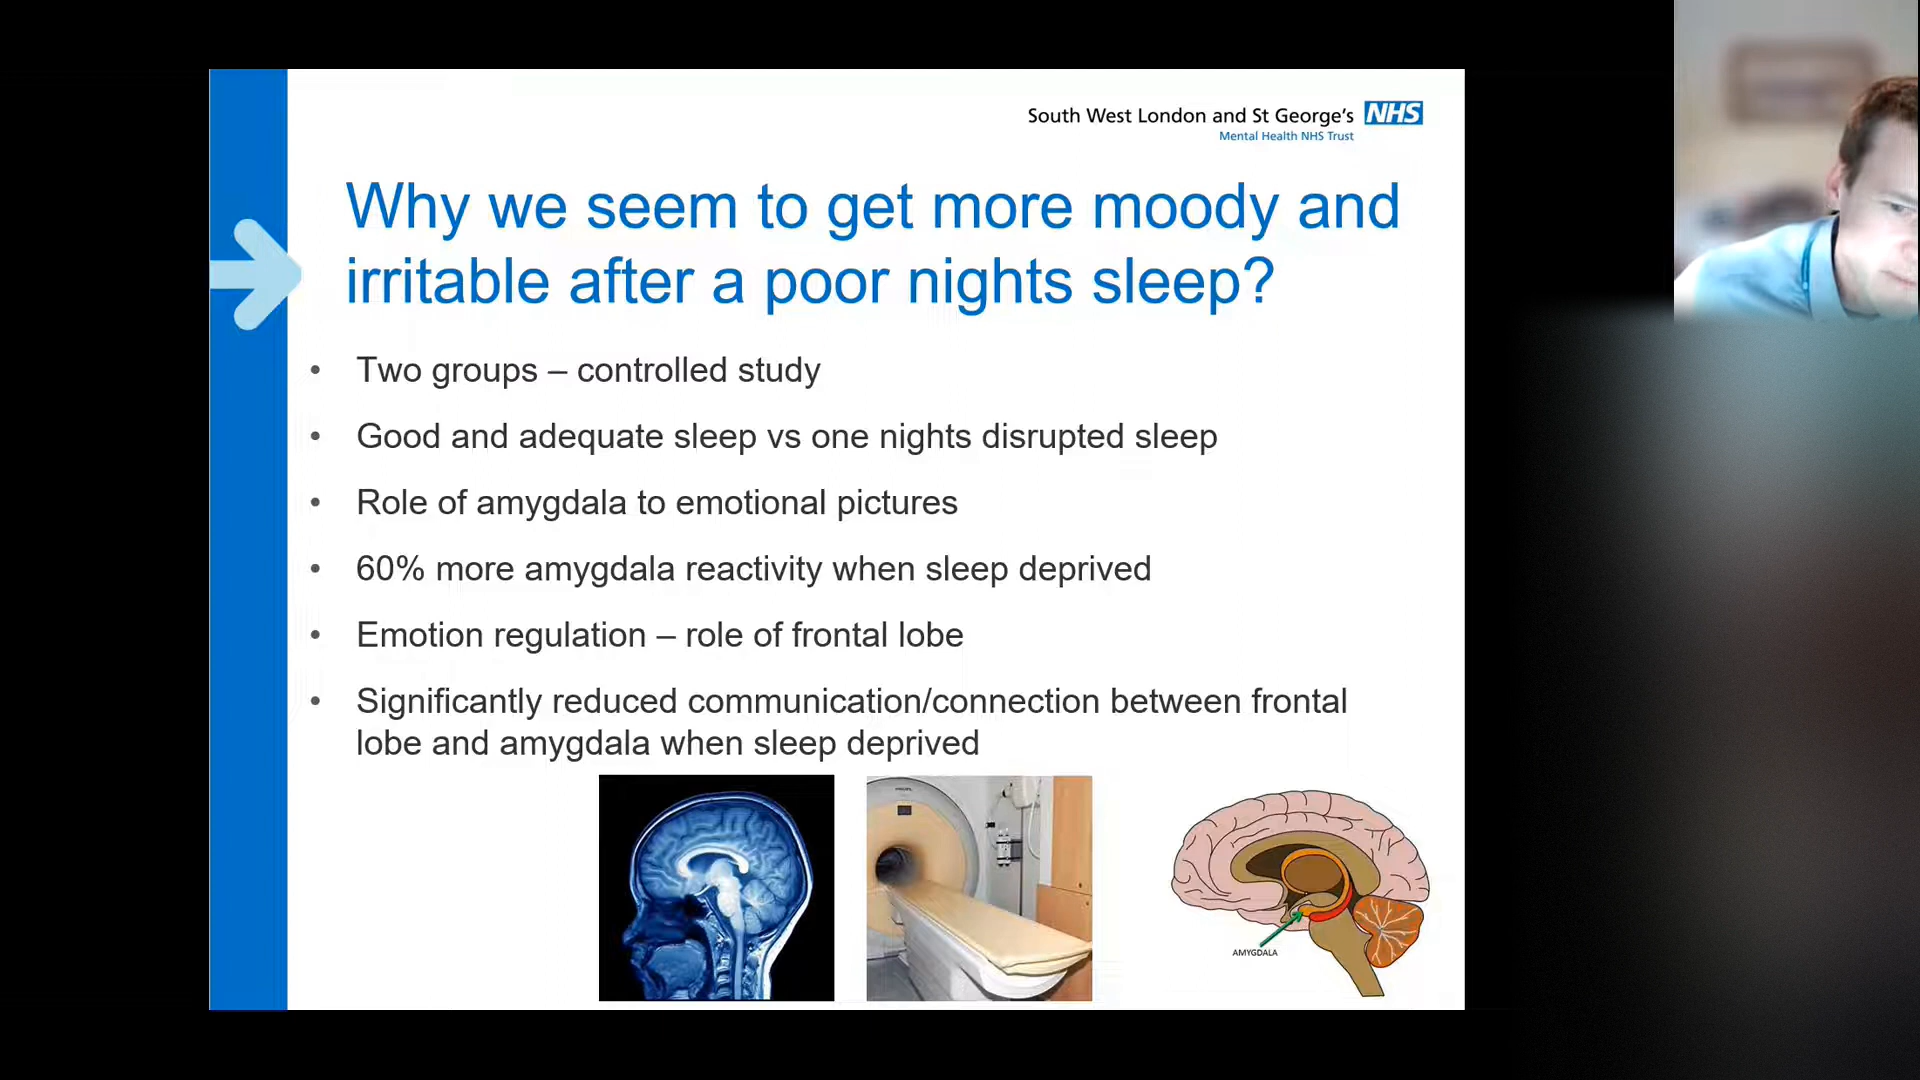 South West London and St George's NHS
Mental Health NHS Trust
Why we seem to get more moody and
irritable after a poor nights sleep?
• Two groups – controlled study
• Good and adequate sleep vs one nights disrupted sleep
• Role of amygdala to emotional pictures
• 60% more amygdala reactivity when sleep deprived
• Emotion regulation – role of frontal lobe
• Significantly reduced communication/connection between frontal
lobe and amygdala when sleep deprived
AMYGDALA